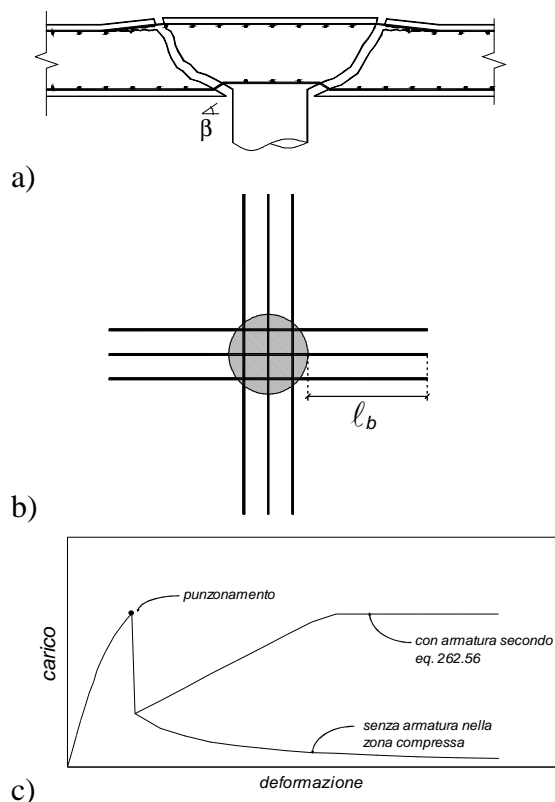 β
a)
ℓb
b)
punzonamento
carico
con armatura secondo
eq. 262.56
senza armatura nella
zona compressa
deformazione
c)